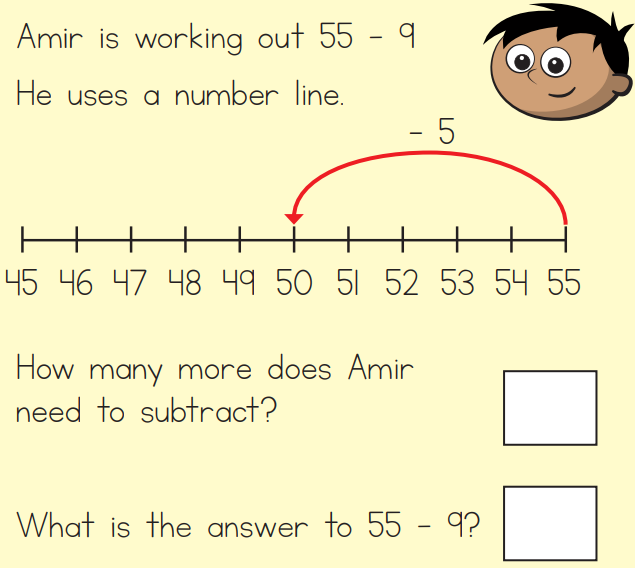 Amir is working out 55 - 9
He uses a number line.
- 5
45 46 47 48 49 50 51 52 53 54 55
How many more does Amir
need to subtract?
What is the answer to 55 - 9?